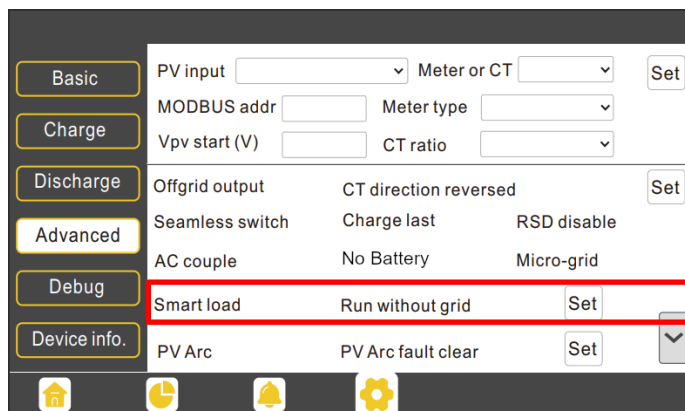 Basic
Charge
Discharge
Advanced
Debug
Device info.
PV input Meter or CT Set
MODBUS addr Meter type
Vpv start (V) CT ratio
Offgrid output CT direction reversed Set
Seamless switch Charge last RSD disable
AC couple No Battery Micro-grid
Smart load Run without grid Set
PV Arc PV Arc fault clear Set